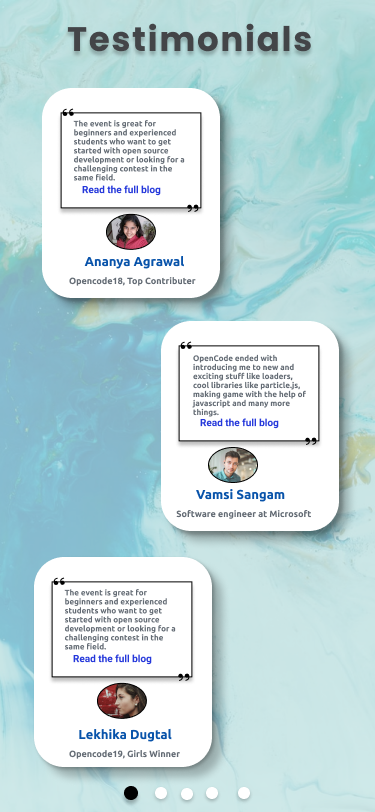 Testimonials
“
The event is great for
beginners and experienced
students who want to get
started with open source
development or looking for a
challenging contest in the
same field.
Read the full blog
”
Ananya Agrawal
Opencode18, Top Contributer
“
OpenCode ended with
introducing me to new and
exciting stuff like loaders,
cool libraries like particle.js,
making game with the help of
javascript and many more
things.
Read the full blog
”
Vamsi Sangam
Software engineer at Microsoft
“
The event is great for
beginners and experienced
students who want to get
started with open source
development or looking for a
challenging contest in the
same field.
Read the full blog
”
Lekhika Dugtal
Opencode19, Girls Winner